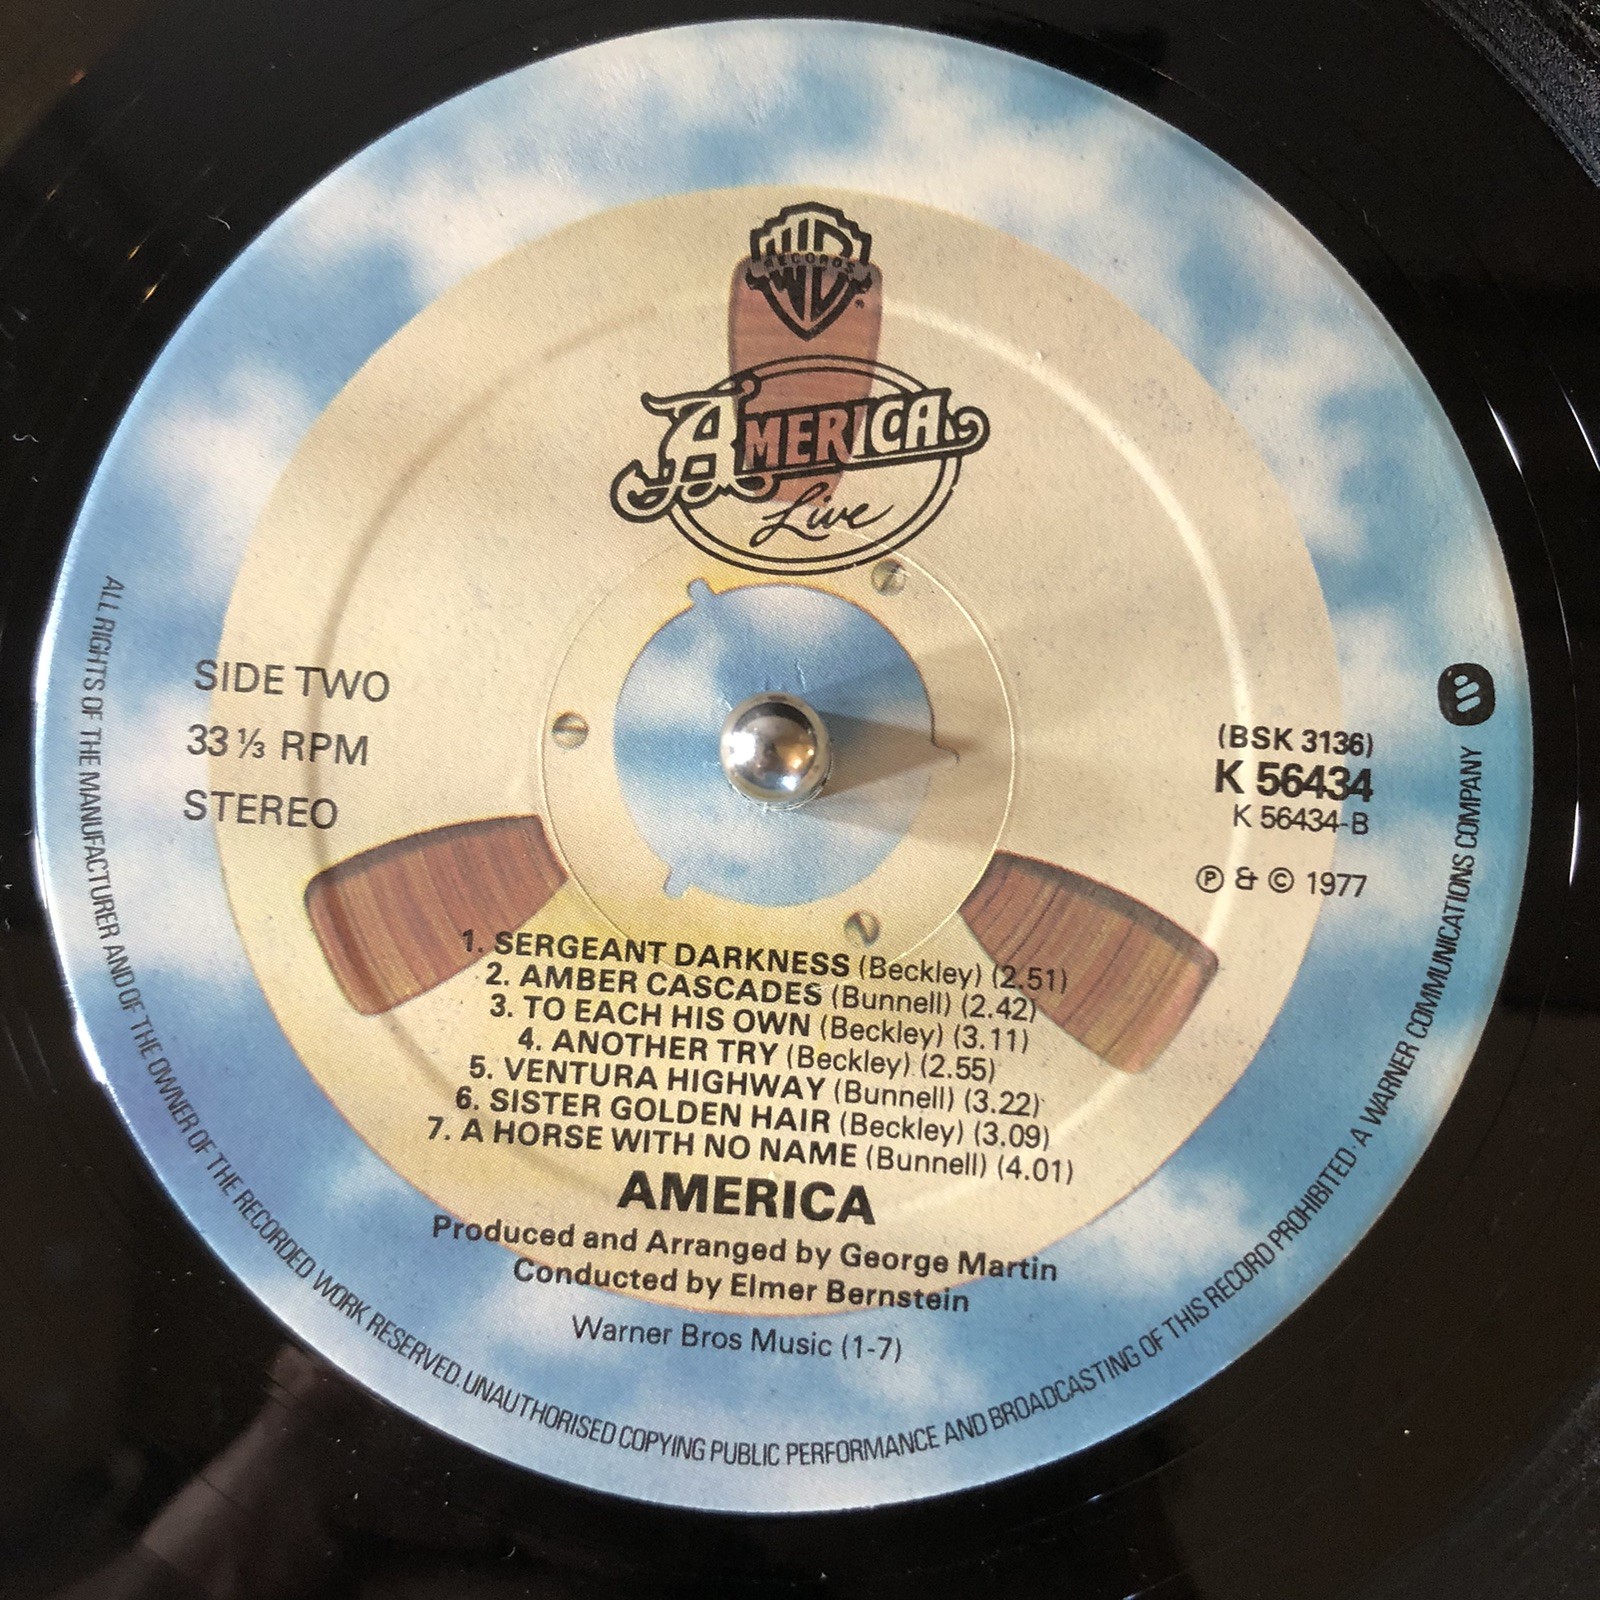 WB
RECORDS
AMERICA
Live
SIDE TWO
33 ⅓ RPM
STEREO
(BSK 3136)
K 56434
K 56434-B
Ⓟ & © 1977
1. SERGEANT DARKNESS (Beckley) (2.51)
2. AMBER CASCADES (Bunnell) (2.42)
3. TO EACH HIS OWN (Beckley) (3.11)
4. ANOTHER TRY (Beckley) (2.55)
5. VENTURA HIGHWAY (Bunnell) (3.22)
6. SISTER GOLDEN HAIR (Beckley) (3.09)
7. A HORSE WITH NO NAME (Bunnell) (4.01)
AMERICA
Produced and Arranged by George Martin
Conducted by Elmer Bernstein
Warner Bros Music (1-7)
ALL RIGHTS OF THE MANUFACTURER AND OF THE OWNER OF THE RECORDED WORK RESERVED. UNAUTHORISED COPYING PUBLIC PERFORMANCE AND BROADCASTING OF THIS RECORD PROHIBITED · A WARNER COMMUNICATIONS COMPANY